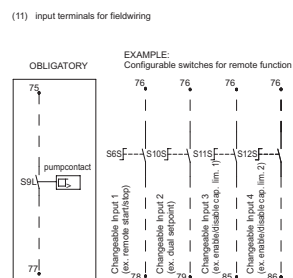 (11) input terminals for fieldwiring
EXAMPLE:
OBLIGATORY
Configurable switches for remote function
75
76
76
76
76
S6S
S10S
S11S
S12S
pumpcontact
S9L
Changeable Input 1
(ex. remote start/stop)
Changeable Input 2
(ex. dual setpoint)
Changeable Input 3
(ex. enable/disable cap. lim. 1)
Changeable Input 4
(ex. enable/disable cap. lim. 2)
77
78
79
85
86